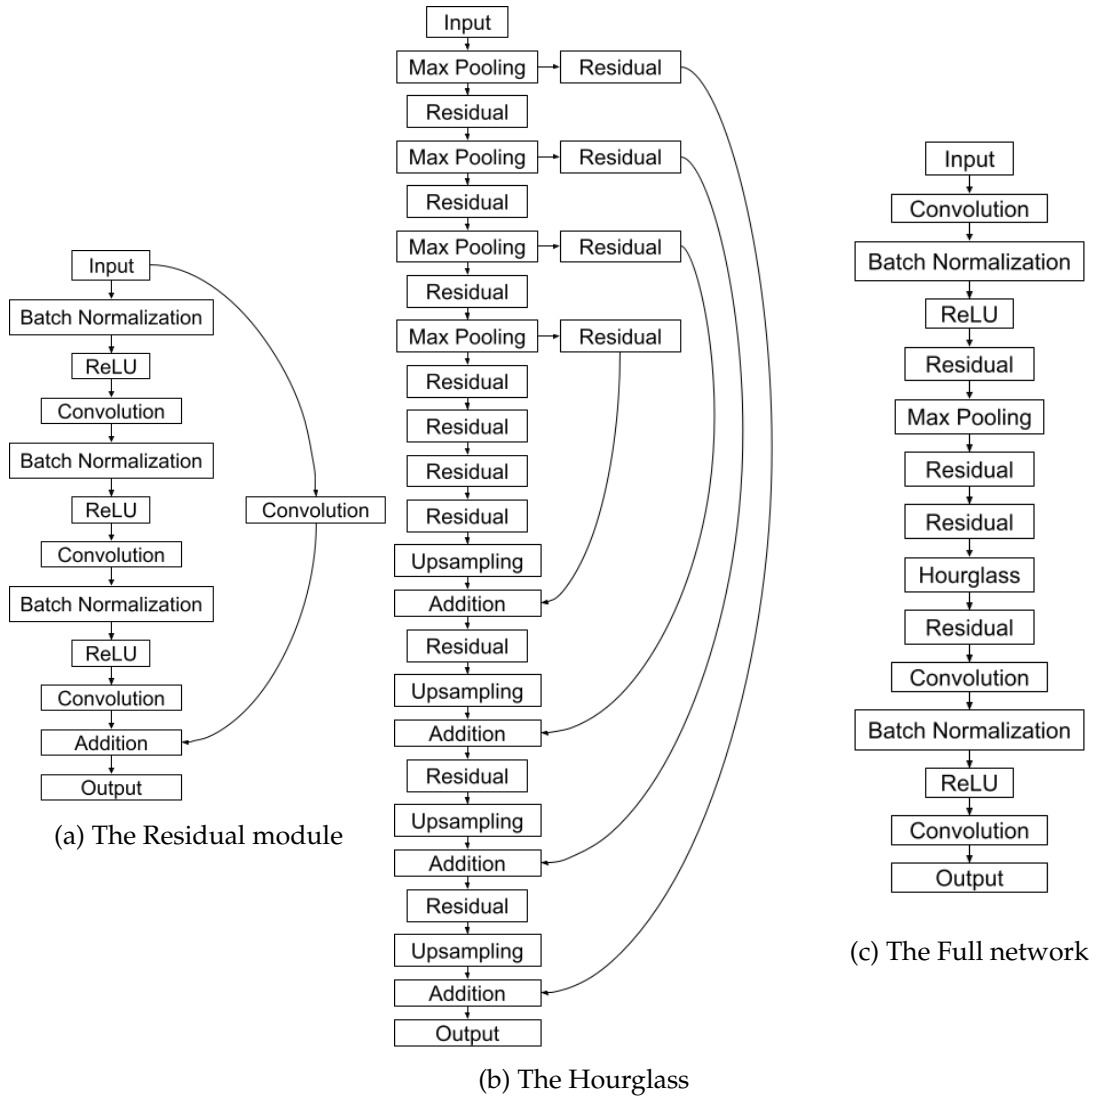 Input
Batch Normalization
ReLU
Convolution
Batch Normalization
ReLU
Convolution
Convolution
Batch Normalization
ReLU
Convolution
Addition
Output
(a) The Residual module
Input
Max Pooling
Residual
Residual
Max Pooling
Residual
Residual
Max Pooling
Residual
Residual
Max Pooling
Residual
Residual
Residual
Residual
Residual
Upsampling
Addition
Residual
Upsampling
Addition
Residual
Upsampling
Addition
Residual
Upsampling
Addition
Output
(b) The Hourglass
Input
Convolution
Batch Normalization
ReLU
Residual
Max Pooling
Residual
Residual
Hourglass
Residual
Convolution
Batch Normalization
ReLU
Convolution
Output
(c) The Full network